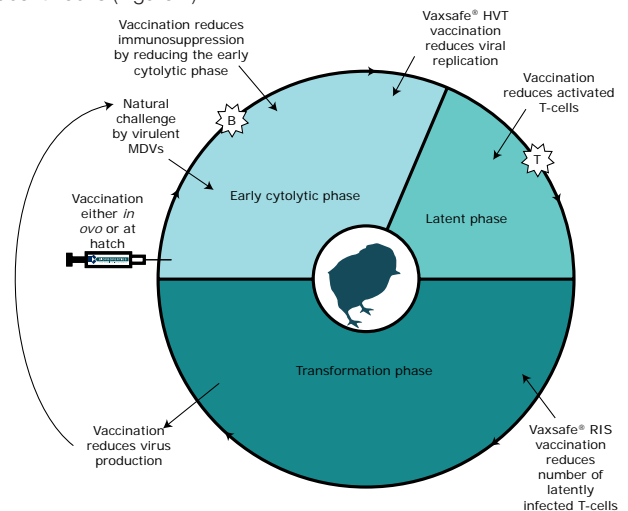 Vaccination reduces
immunosuppression
by reducing the early
cytolytic phase
Vaxsafe® HVT
vaccination
reduces viral
replication
Vaccination
reduces activated
T-cells
Natural
challenge
by virulent
MDVs
B
T
Vaccination
either in
ovo or at
hatch
Early cytolytic phase
Latent phase
Transformation phase
Vaccination
reduces virus
production
Vaxsafe® RIS
vaccination
reduces
number of
latently
infected T-cells